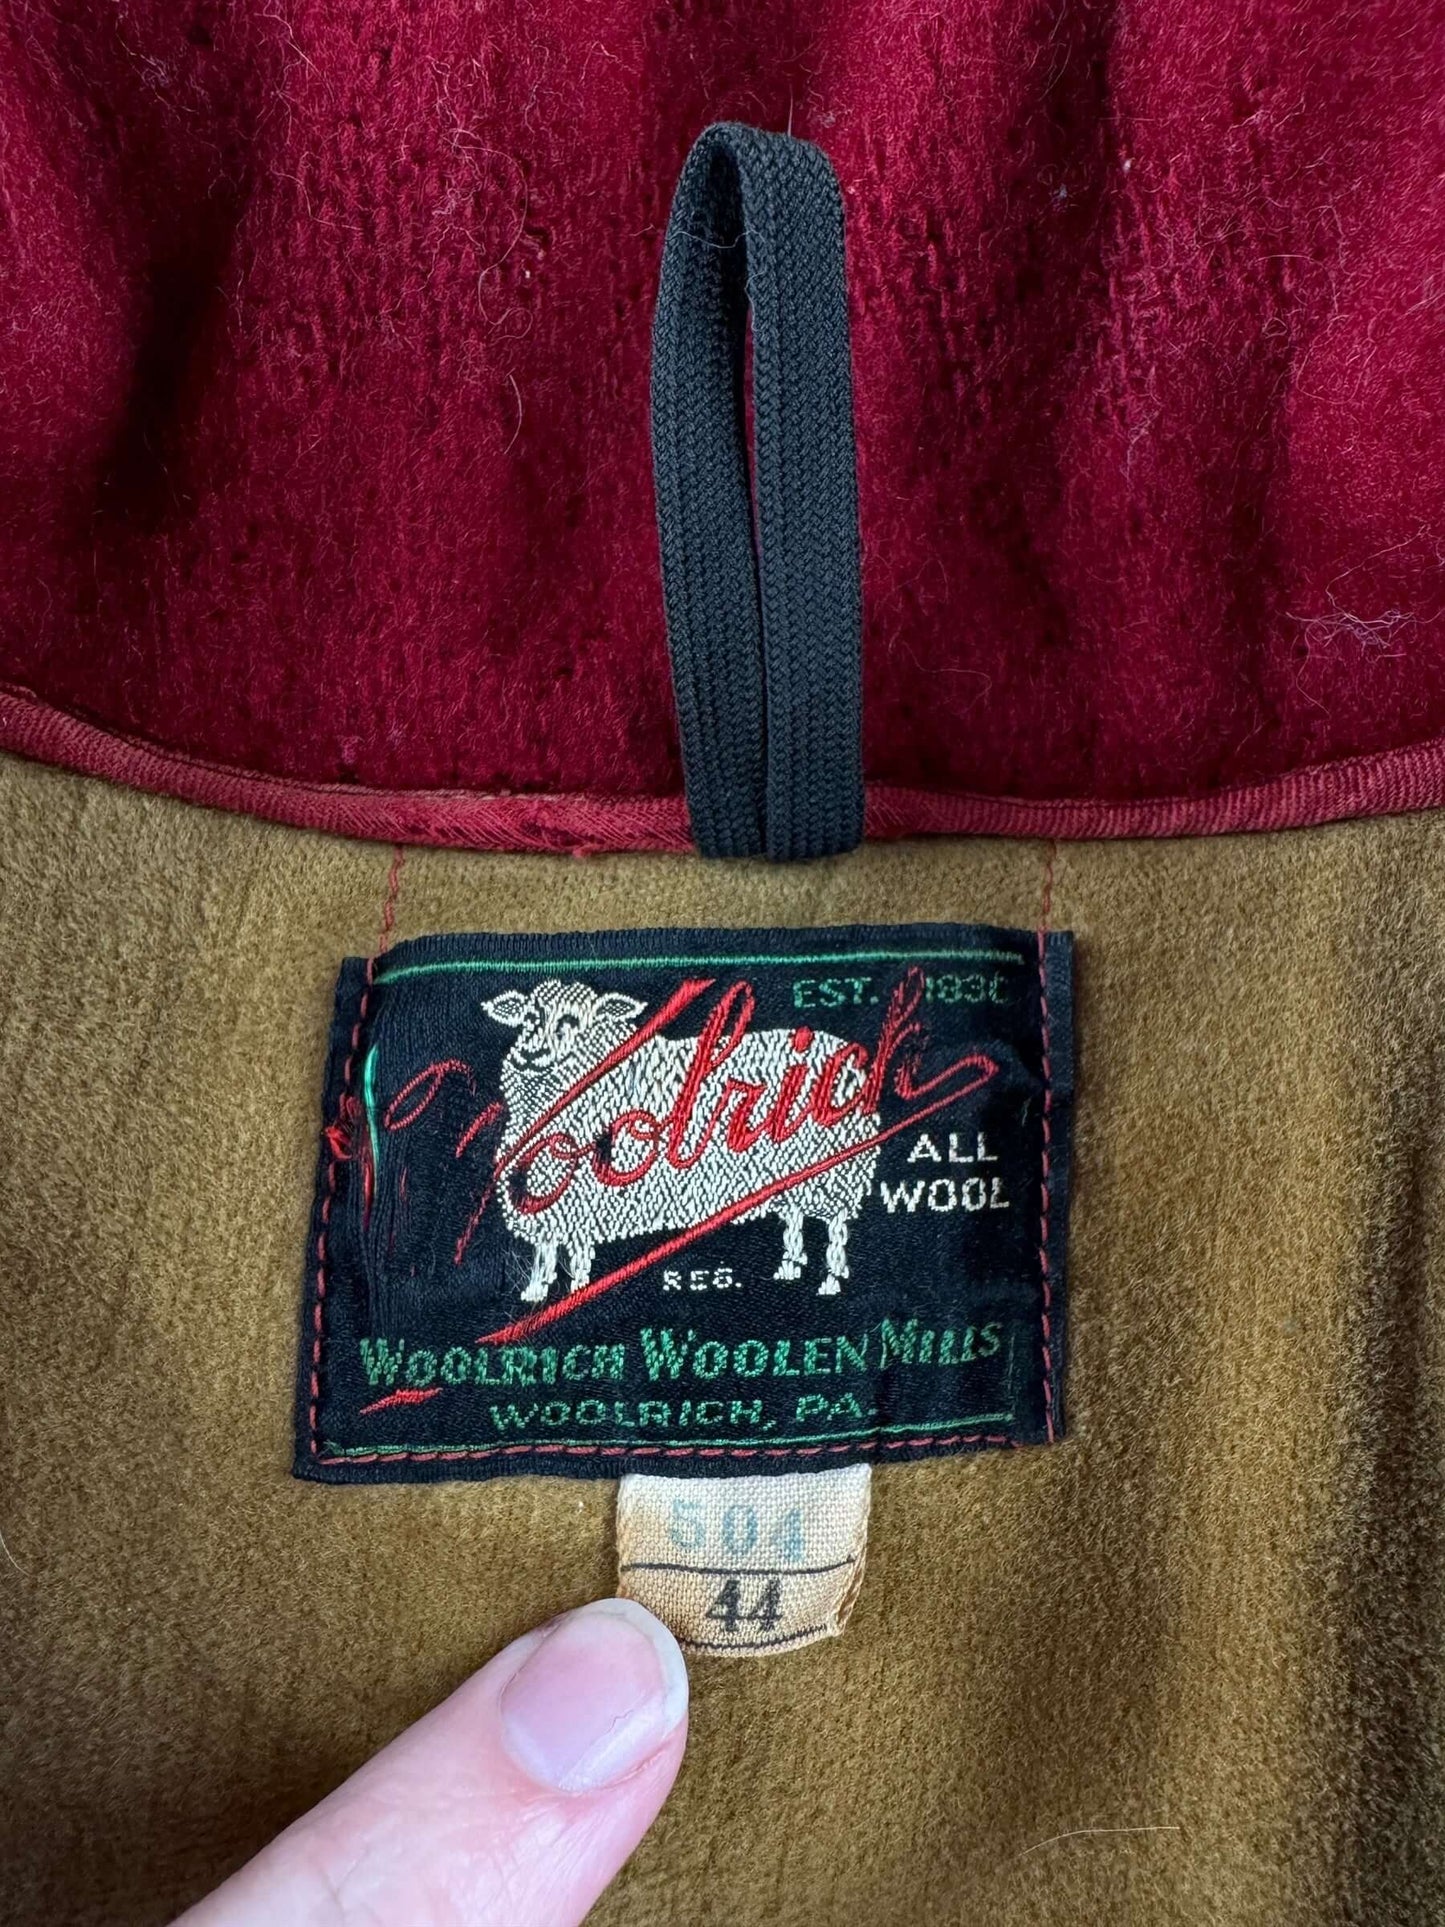 EST. 1830
Woolrich
ALL
WOOL
REG.
WOOLRICH WOOLEN MILLS
WOOLRICH, PA.
504
44